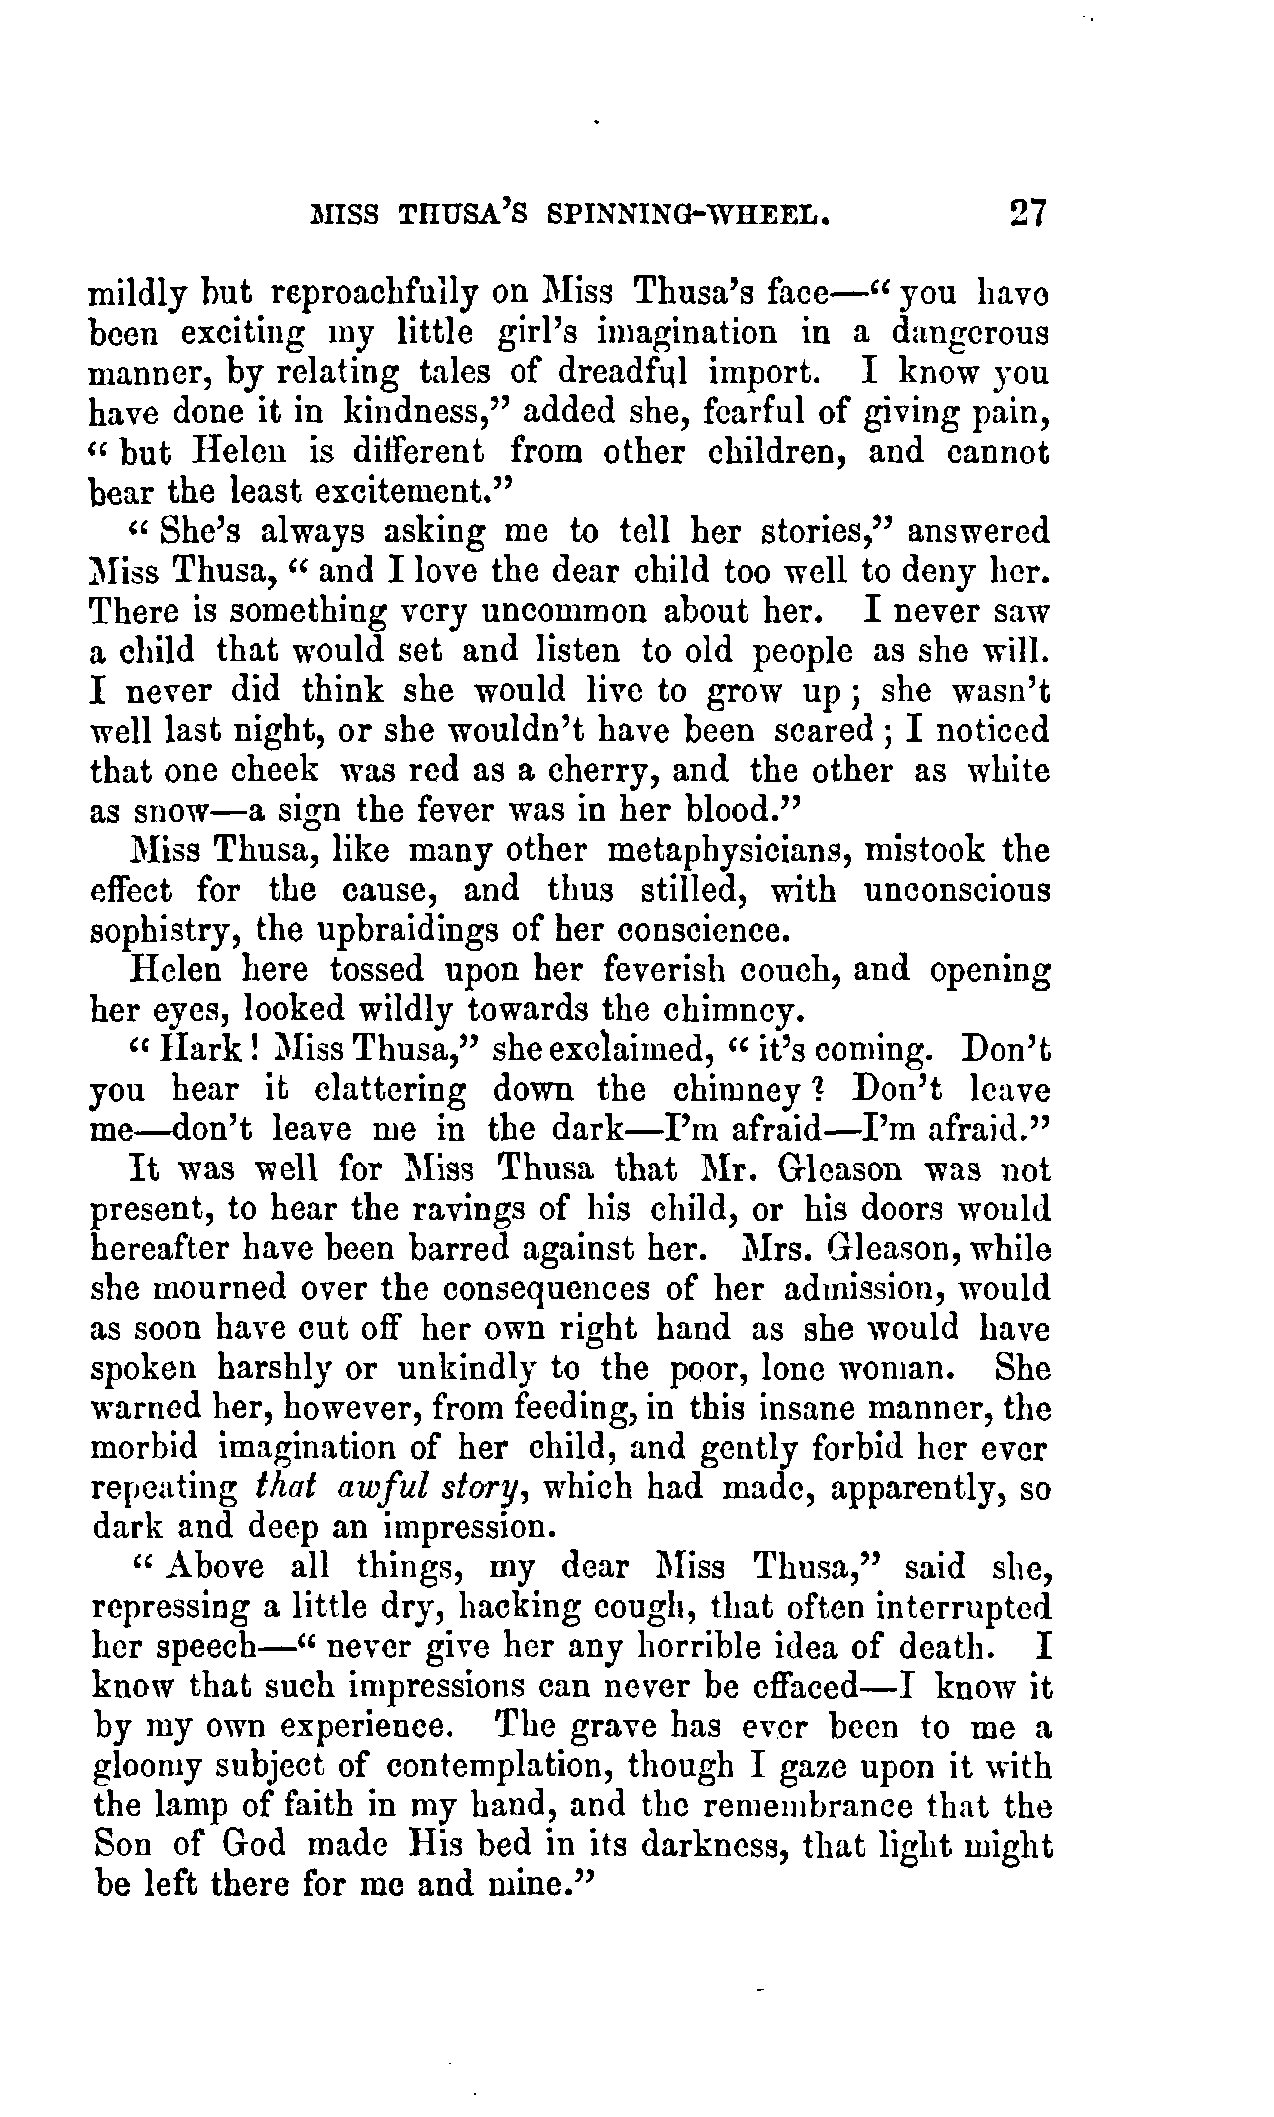 MISS THUSA'S SPINNING-WHEEL. 27
mildly but reproachfully on Miss Thusa's face—“ you have
been exciting my little girl's imagination in a dangerous
manner, by relating tales of dreadful import. I know you
have done it in kindness,” added she, fearful of giving pain,
“ but Helen is different from other children, and cannot
bear the least excitement.”
“ She's always asking me to tell her stories,” answered
Miss Thusa, “ and I love the dear child too well to deny her.
There is something very uncommon about her. I never saw
a child that would set and listen to old people as she will.
I never did think she would live to grow up ; she wasn't
well last night, or she wouldn't have been scared ; I noticed
that one cheek was red as a cherry, and the other as white
as snow—a sign the fever was in her blood.”
Miss Thusa, like many other metaphysicians, mistook the
effect for the cause, and thus stilled, with unconscious
sophistry, the upbraidings of her conscience.
Helen here tossed upon her feverish couch, and opening
her eyes, looked wildly towards the chimney.
“ Hark ! Miss Thusa,” she exclaimed, “ it's coming. Don't
you hear it clattering down the chimney ? Don't leave
me—don't leave me in the dark—I'm afraid—I'm afraid.”
It was well for Miss Thusa that Mr. Gleason was not
present, to hear the ravings of his child, or his doors would
hereafter have been barred against her. Mrs. Gleason, while
she mourned over the consequences of her admission, would
as soon have cut off her own right hand as she would have
spoken harshly or unkindly to the poor, lone woman. She
warned her, however, from feeding, in this insane manner, the
morbid imagination of her child, and gently forbid her ever
repeating that awful story, which had made, apparently, so
dark and deep an impression.
“ Above all things, my dear Miss Thusa,” said she,
repressing a little dry, hacking cough, that often interrupted
her speech—“ never give her any horrible idea of death. I
know that such impressions can never be effaced—I know it
by my own experience. The grave has ever been to me a
gloomy subject of contemplation, though I gaze upon it with
the lamp of faith in my hand, and the remembrance that the
Son of God made His bed in its darkness, that light might
be left there for me and mine.”